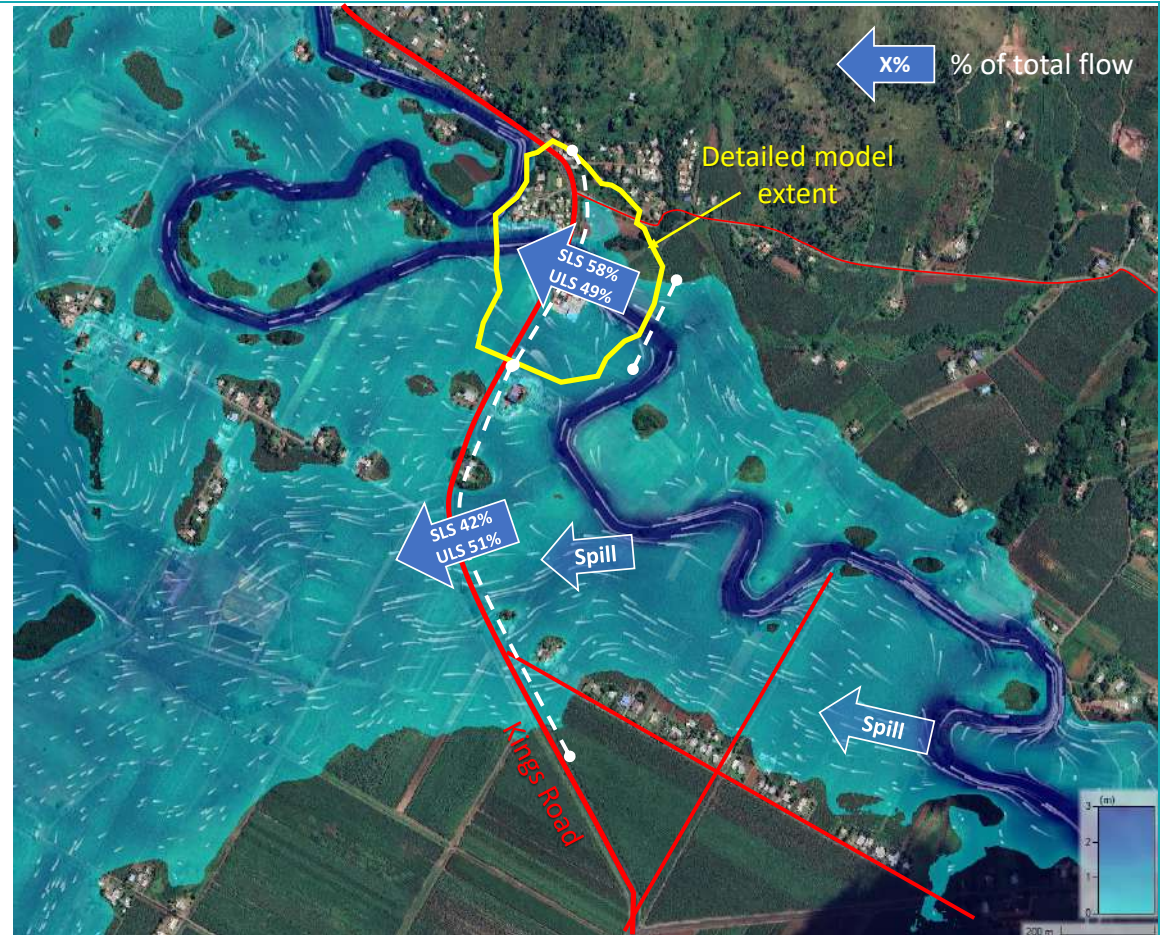 X%
% of total flow
Detailed model
extent
SLS 58%
ULS 49%
SLS 42%
ULS 51%
Spill
Spill
Kings Road
(m)
3
2
1
0
200 m